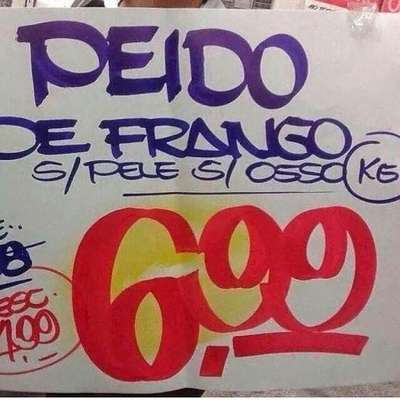 PEIDO
DE FRANGO
S/ PELE S/ OSSO KG
6,99